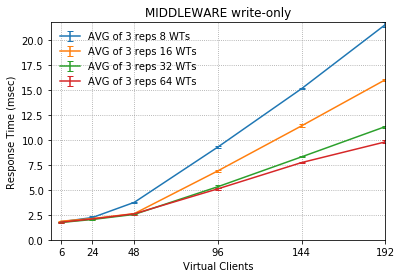 MIDDLEWARE write-only
AVG of 3 reps 8 WTs
AVG of 3 reps 16 WTs
AVG of 3 reps 32 WTs
AVG of 3 reps 64 WTs
Response Time (msec)
20.0
17.5
15.0
12.5
10.0
7.5
5.0
2.5
0.0
6 24 48 96 144 192
Virtual Clients